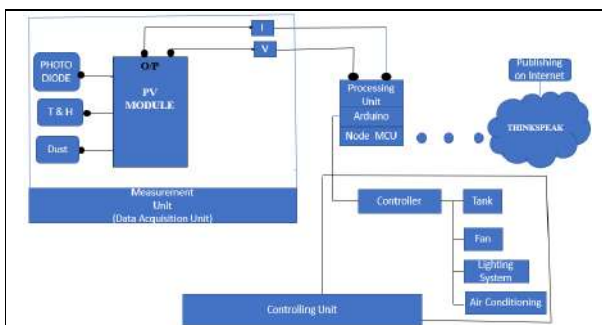 I
V
O/P
PHOTO
DIODE
PV
MODULE
T & H
Dust
Measurement
Unit
(Data Acquisition Unit)
Processing
Unit
Arduino
Node MCU
Publishing
on Internet
THINKSPEAK
Controller
Tank
Fan
Lighting
System
Air Conditioning
Controlling Unit